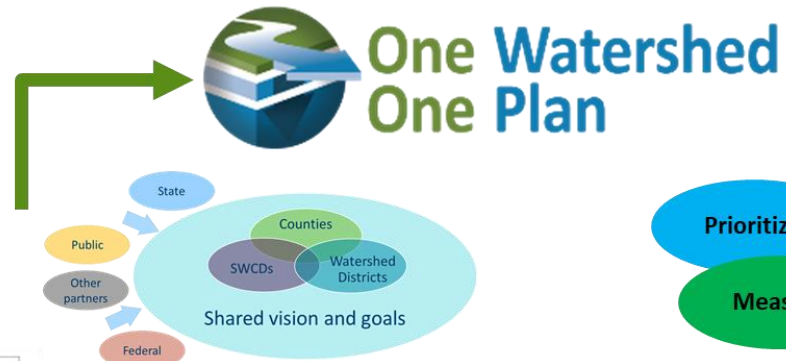 One Watershed
One Plan
State
Public
Other
partners
Federal
Counties
SWCDs
Watershed
Districts
Shared vision and goals